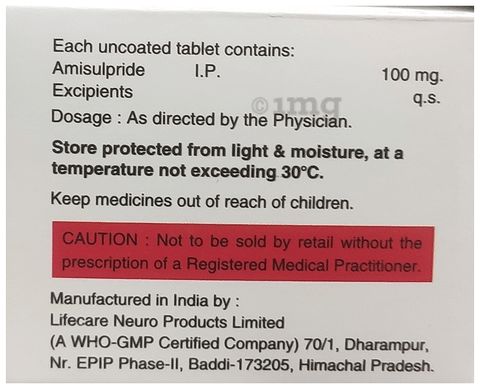 Each uncoated tablet contains:
Amisulpride I.P. 100 mg.
Excipients q.s.
©1mg
Dosage : As directed by the Physician.
Store protected from light & moisture, at a
temperature not exceeding 30°C.
Keep medicines out of reach of children.
CAUTION : Not to be sold by retail without the
prescription of a Registered Medical Practitioner.
Manufactured in India by :
Lifecare Neuro Products Limited
(A WHO-GMP Certified Company) 70/1, Dharampur,
Nr. EPIP Phase-II, Baddi-173205, Himachal Pradesh.